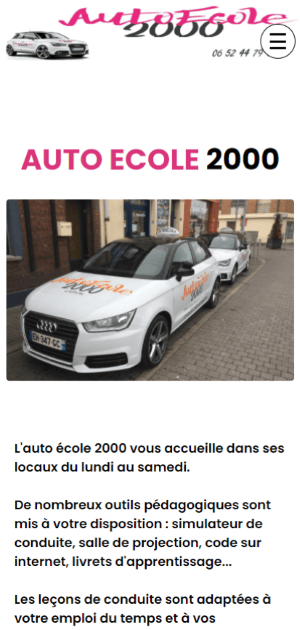 AutoEcole
2000
06 52 44 79
AUTO ECOLE 2000
AutoEcole
2000
L'auto école 2000 vous accueille dans ses
locaux du lundi au samedi.
De nombreux outils pédagogiques sont
mis à votre disposition : simulateur de
conduite, salle de projection, code sur
internet, livrets d'apprentissage...
Les leçons de conduite sont adaptées à
votre emploi du temps et à vos